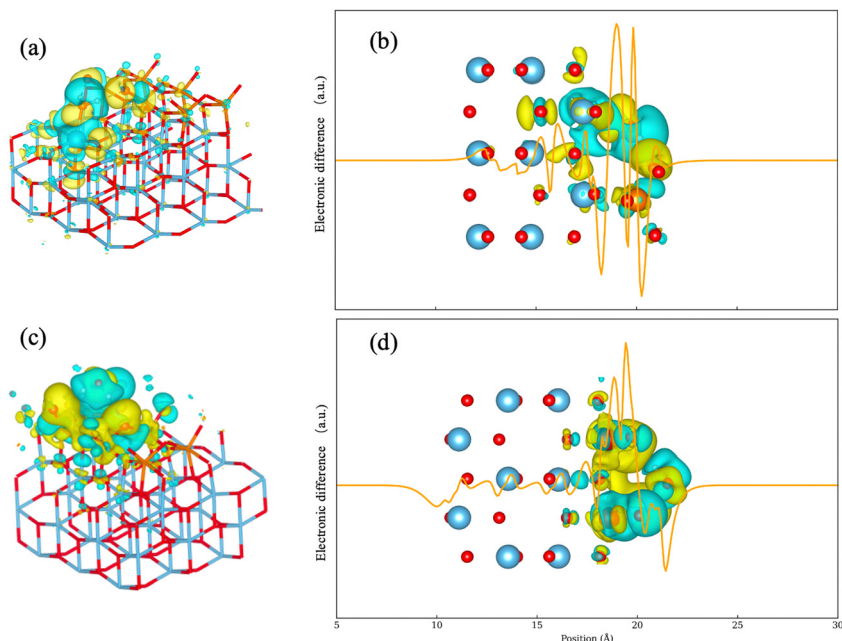 (a)
(b)
Electronic difference (a.u.)
(c)
(d)
Electronic difference (a.u.)
5
10
15
20
25
30
Position (Å)